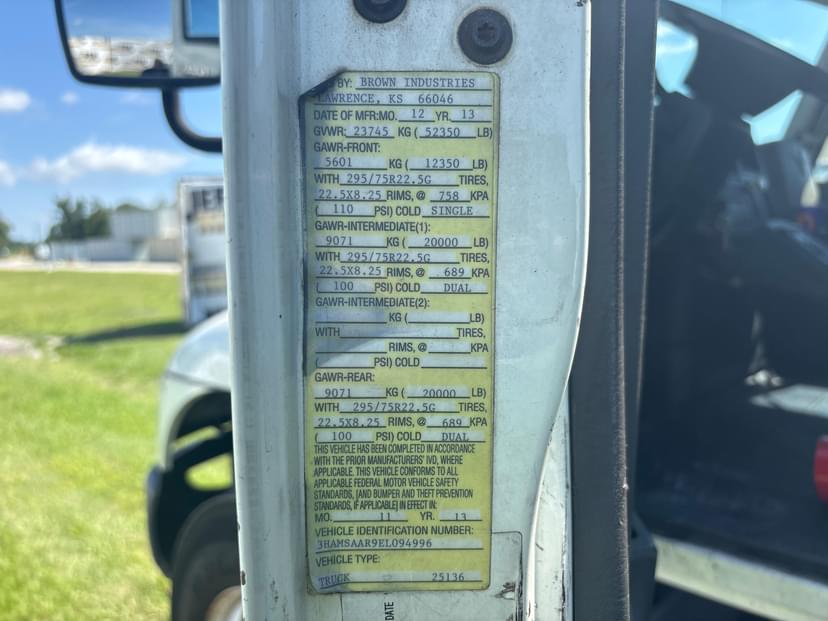 BY: BROWN INDUSTRIES
LAWRENCE, KS 66046
DATE OF MFR:MO. 12 YR. 13
GVWR: 23745 KG ( 52350 LB)
GAWR-FRONT:
5601 KG ( 12350 LB)
WITH 295/75R22.5G TIRES,
22.5X8.25 RIMS, @ 758 KPA
( 110 PSI) COLD SINGLE
GAWR-INTERMEDIATE(1):
9071 KG ( 20000 LB)
WITH 295/75R22.5G TIRES,
22.5X8.25 RIMS, @ 689 KPA
( 100 PSI) COLD DUAL
GAWR-INTERMEDIATE(2):
KG ( LB)
WITH TIRES,
RIMS, @ KPA
( PSI) COLD
GAWR-REAR:
9071 KG ( 20000 LB)
WITH 295/75R22.5G TIRES,
22.5X8.25 RIMS, @ 689 KPA
( 100 PSI) COLD DUAL
THIS VEHICLE HAS BEEN COMPLETED IN ACCORDANCE
WITH THE PRIOR MANUFACTURERS' IVD, WHERE
APPLICABLE. THIS VEHICLE CONFORMS TO ALL
APPLICABLE FEDERAL MOTOR VEHICLE SAFETY
STANDARDS, [AND BUMPER AND THEFT PREVENTION
STANDARDS, IF APPLICABLE] IN EFFECT IN:
MO. 11 YR. 13
VEHICLE IDENTIFICATION NUMBER:
3HAMSAAR9EL094996
VEHICLE TYPE:
TRUCK 25136
DATE